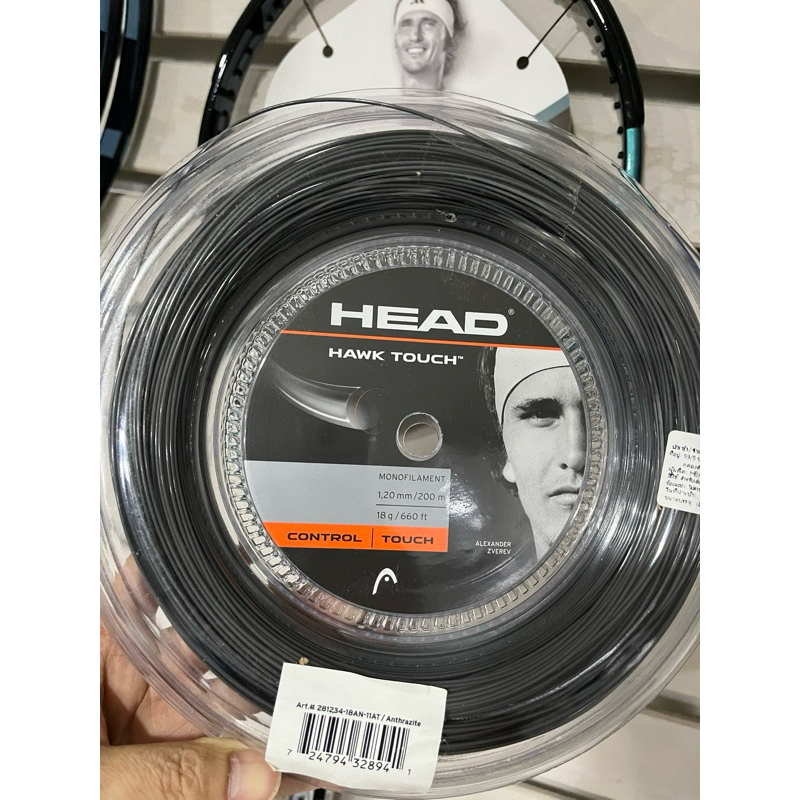 HEAD®
HAWK TOUCH™
MONOFILAMENT
1,20 mm/200 m
18 g/660 ft
CONTROL | TOUCH
ALEXANDER
ZVEREV
Art.# 281234-18AN-11AT / Anthrazite
7 24794 32894 1